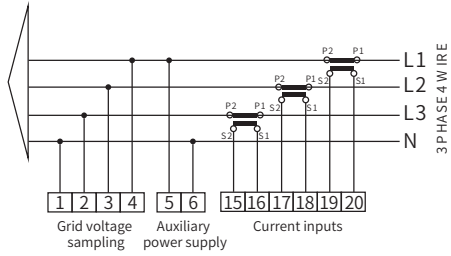 P2 P1
L1
S2 S1
P2 P1
L2
S2 S1
P2 P1
L3
S2 S1
N
3 PHASE 4 WIRE
1 2 3 4 5 6 15 16 17 18 19 20
Grid voltage
sampling
Auxiliary
power supply
Current inputs